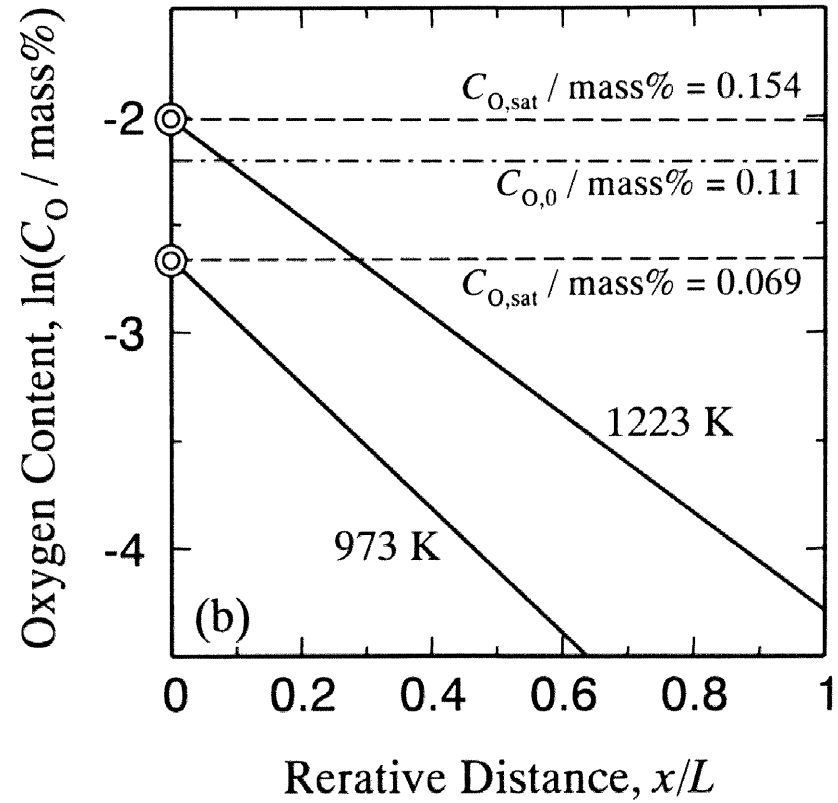 Oxygen Content, ln(C_O / mass%)
-2
-3
-4
C_O,sat / mass% = 0.154
C_O,0 / mass% = 0.11
C_O,sat / mass% = 0.069
1223 K
973 K
(b)
0 0.2 0.4 0.6 0.8 1
Rerative Distance, x/L